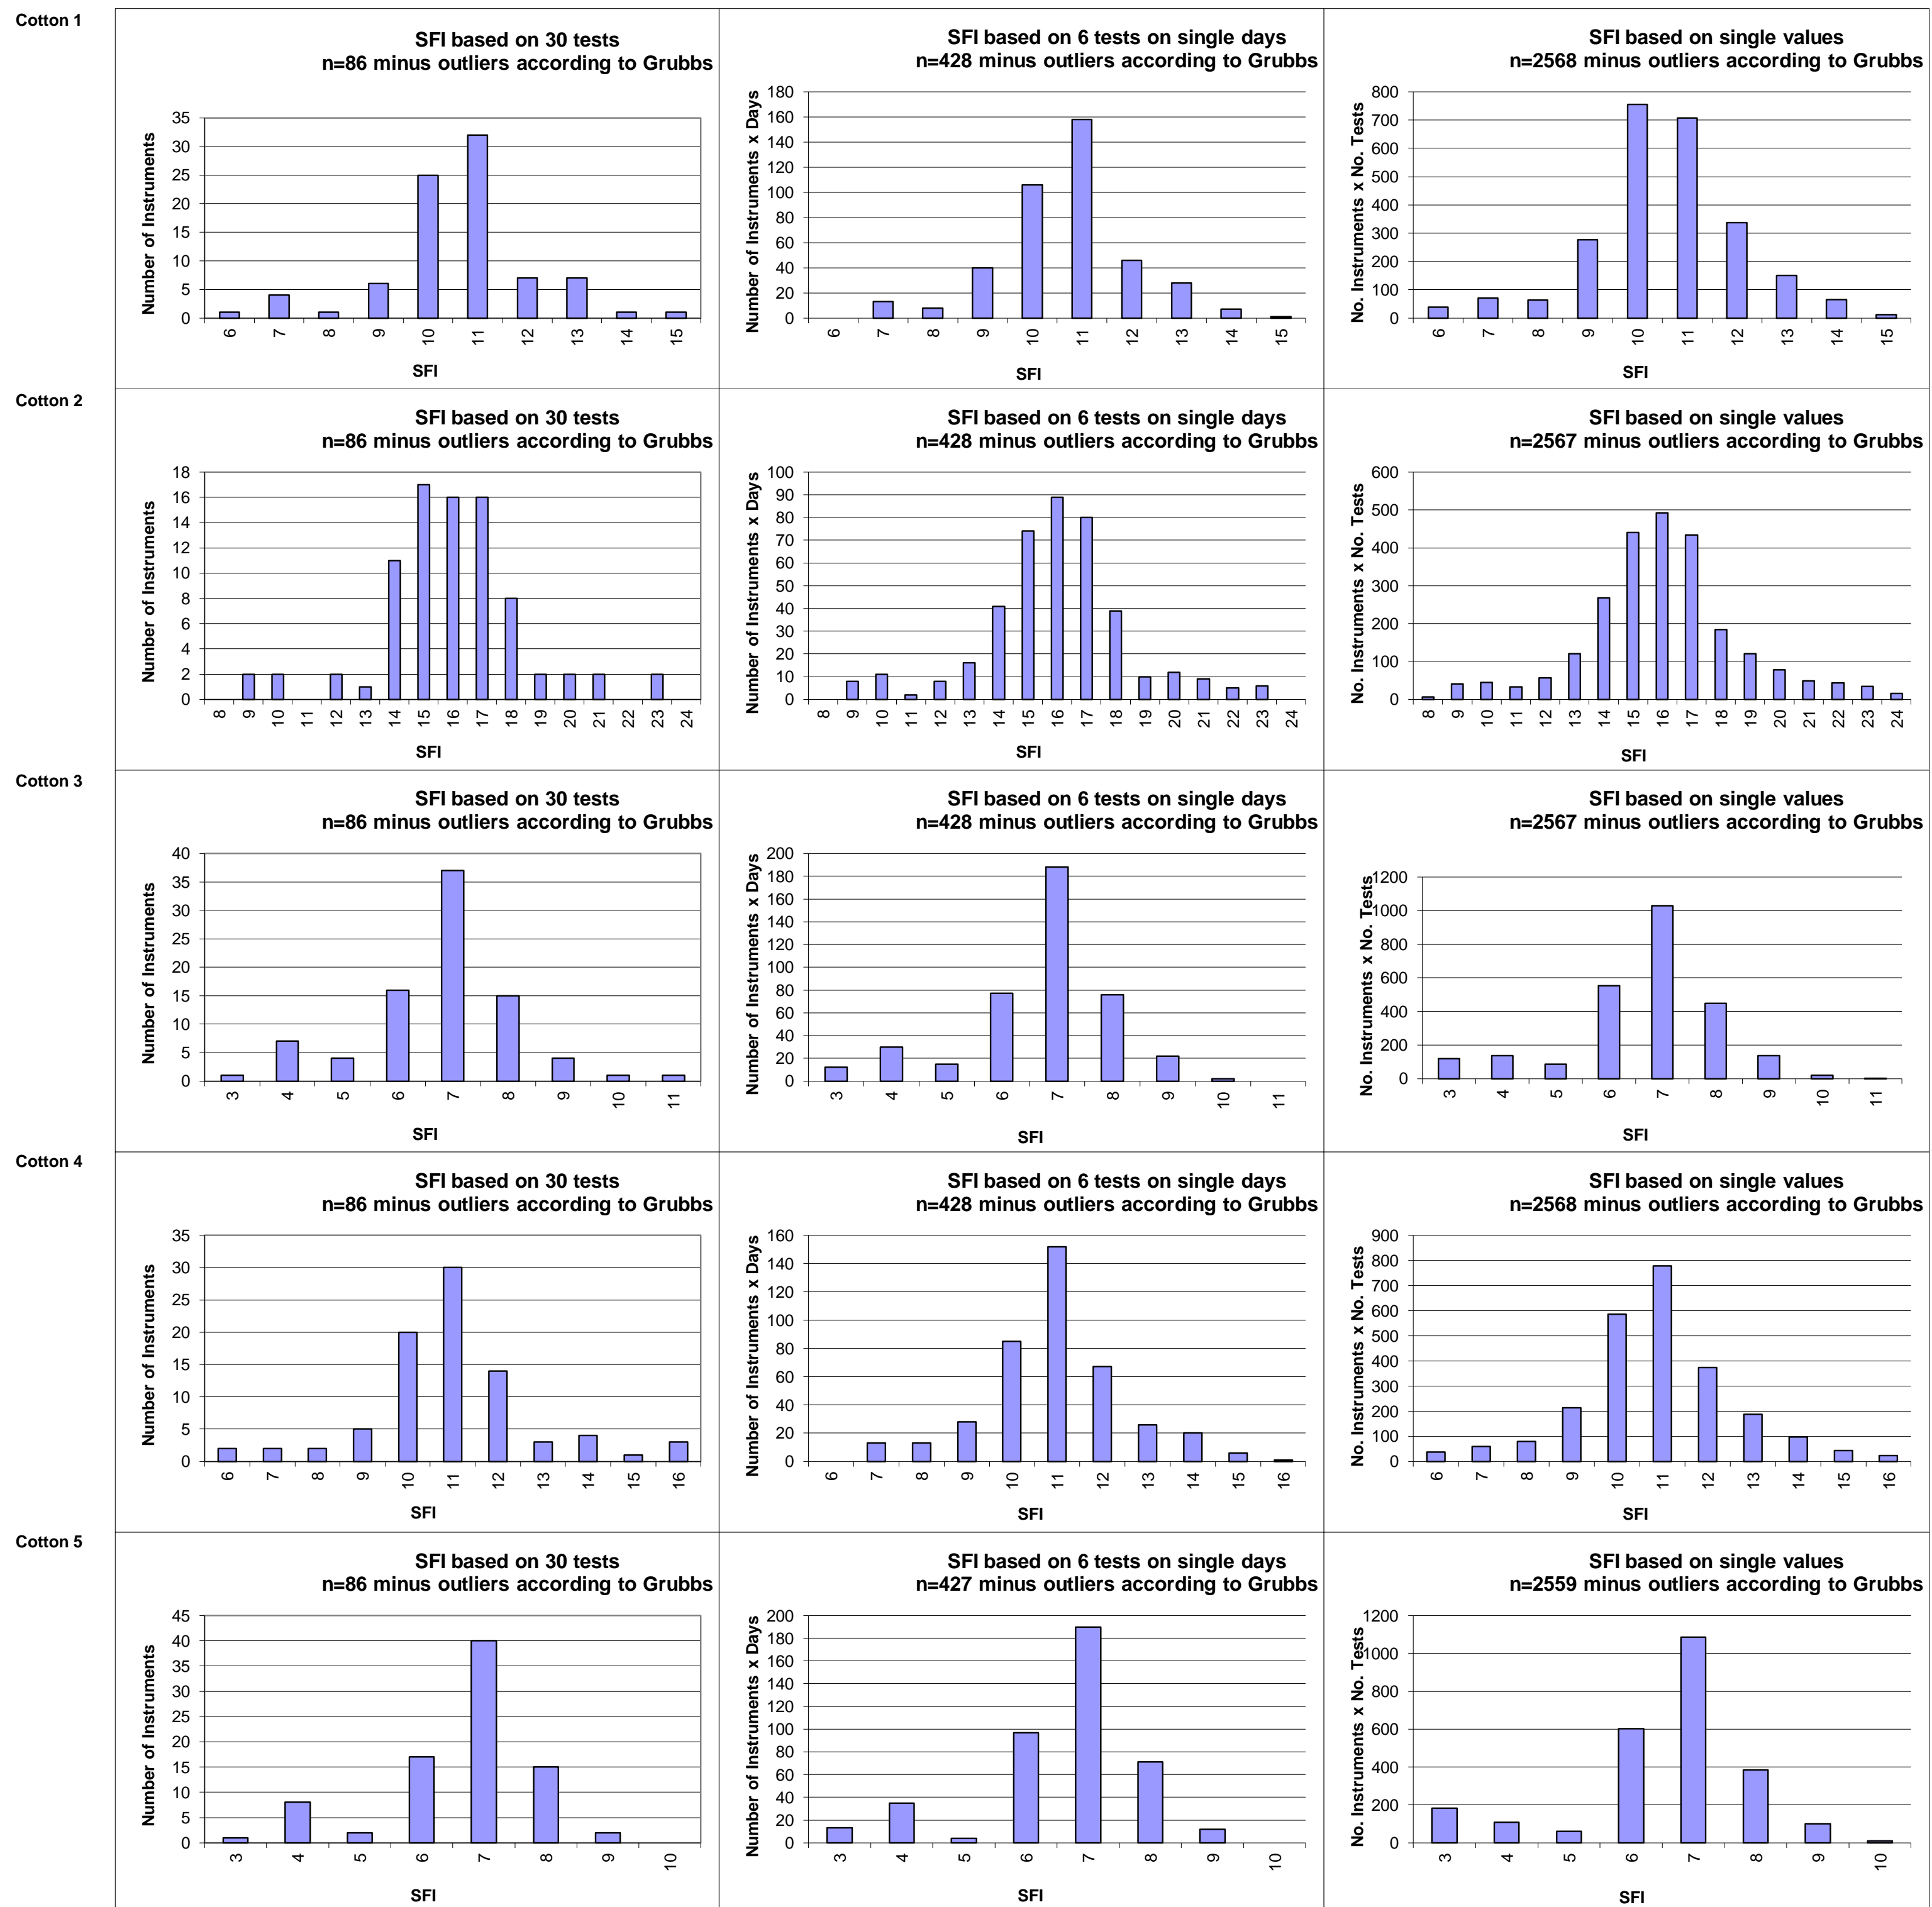 Cotton 1
SFI based on 30 tests
n=86 minus outliers according to Grubbs
Number of Instruments
35
30
25
20
15
10
5
0
6 7 8 9 10 11 12 13 14 15
SFI
SFI based on 6 tests on single days
n=428 minus outliers according to Grubbs
Number of Instruments x Days
180
160
140
120
100
80
60
40
20
0
6 7 8 9 10 11 12 13 14 15
SFI
SFI based on single values
n=2568 minus outliers according to Grubbs
No. Instruments x No. Tests
800
700
600
500
400
300
200
100
0
6 7 8 9 10 11 12 13 14 15
SFI
Cotton 2
SFI based on 30 tests
n=86 minus outliers according to Grubbs
Number of Instruments
18
16
14
12
10
8
6
4
2
0
8 9 10 11 12 13 14 15 16 17 18 19 20 21 22 23 24
SFI
SFI based on 6 tests on single days
n=428 minus outliers according to Grubbs
Number of Instruments x Days
100
90
80
70
60
50
40
30
20
10
0
8 9 10 11 12 13 14 15 16 17 18 19 20 21 22 23 24
SFI
SFI based on single values
n=2567 minus outliers according to Grubbs
No. Instruments x No. Tests
600
500
400
300
200
100
0
8 9 10 11 12 13 14 15 16 17 18 19 20 21 22 23 24
SFI
Cotton 3
SFI based on 30 tests
n=86 minus outliers according to Grubbs
Number of Instruments
40
35
30
25
20
15
10
5
0
3 4 5 6 7 8 9 10 11
SFI
SFI based on 6 tests on single days
n=428 minus outliers according to Grubbs
Number of Instruments x Days
200
180
160
140
120
100
80
60
40
20
0
3 4 5 6 7 8 9 10 11
SFI
SFI based on single values
n=2567 minus outliers according to Grubbs
No. Instruments x No. Tests
1200
1000
800
600
400
200
0
3 4 5 6 7 8 9 10 11
SFI
Cotton 4
SFI based on 30 tests
n=86 minus outliers according to Grubbs
Number of Instruments
35
30
25
20
15
10
5
0
6 7 8 9 10 11 12 13 14 15 16
SFI
SFI based on 6 tests on single days
n=428 minus outliers according to Grubbs
Number of Instruments x Days
160
140
120
100
80
60
40
20
0
6 7 8 9 10 11 12 13 14 15 16
SFI
SFI based on single values
n=2568 minus outliers according to Grubbs
No. Instruments x No. Tests
900
800
700
600
500
400
300
200
100
0
6 7 8 9 10 11 12 13 14 15 16
SFI
Cotton 5
SFI based on 30 tests
n=86 minus outliers according to Grubbs
Number of Instruments
45
40
35
30
25
20
15
10
5
0
3 4 5 6 7 8 9 10
SFI
SFI based on 6 tests on single days
n=427 minus outliers according to Grubbs
Number of Instruments x Days
200
180
160
140
120
100
80
60
40
20
0
3 4 5 6 7 8 9 10
SFI
SFI based on single values
n=2559 minus outliers according to Grubbs
No. Instruments x No. Tests
1200
1000
800
600
400
200
0
3 4 5 6 7 8 9 10
SFI